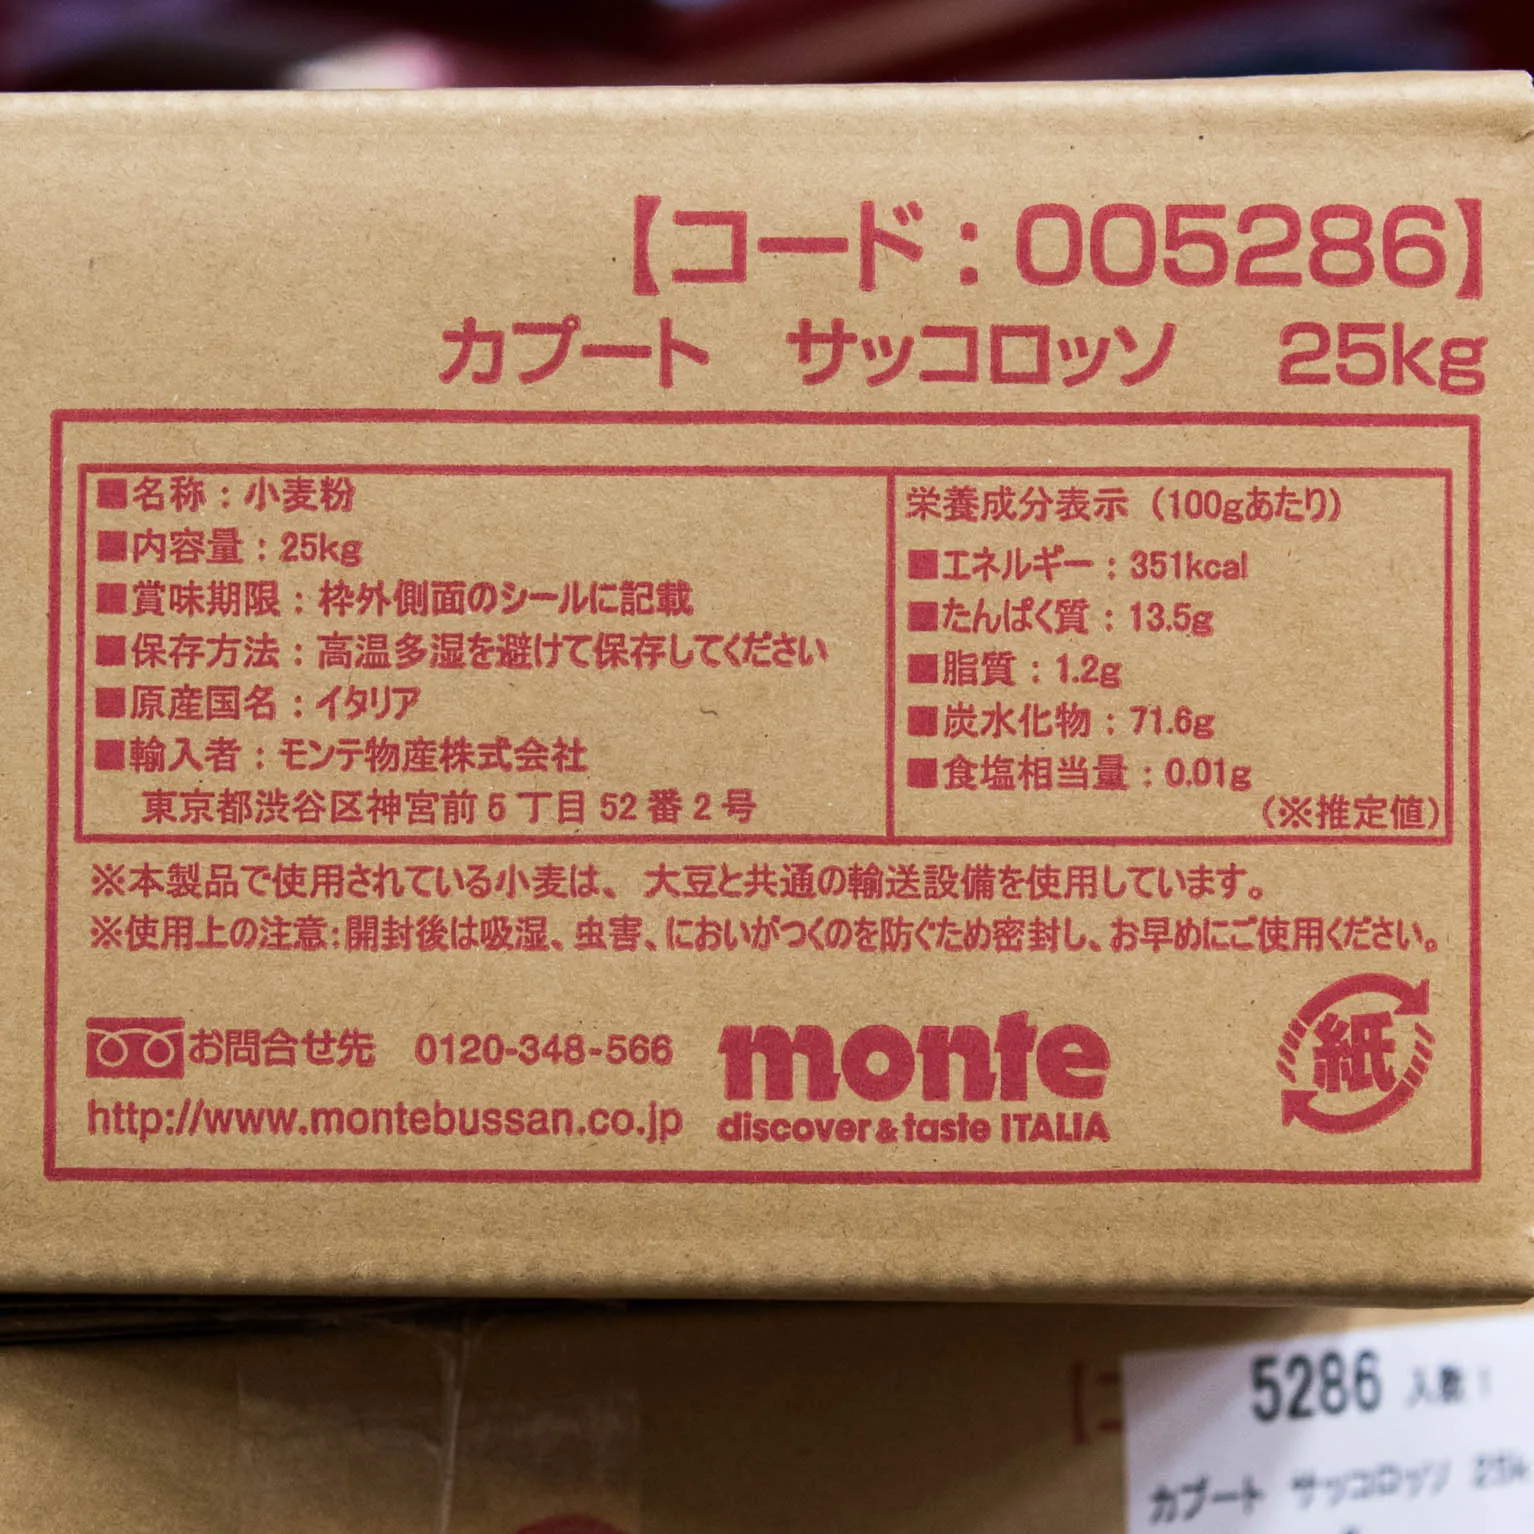 【コード：005286】
カプート　サッコロッソ　25kg
■名称：小麦粉
■内容量：25kg
■賞味期限：枠外側面のシールに記載
■保存方法：高温多湿を避けて保存してください
■原産国名：イタリア
■輸入者：モンテ物産株式会社
東京都渋谷区神宮前5丁目52番2号
栄養成分表示（100gあたり）
■エネルギー：351kcal
■たんぱく質：13.5g
■脂質：1.2g
■炭水化物：71.6g
■食塩相当量：0.01g
（※推定値）
※本製品で使用されている小麦は、大豆と共通の輸送設備を使用しています。
※使用上の注意：開封後は吸湿、虫害、においがつくのを防ぐため密封し、お早めにご使用ください。
お問合せ先　0120-348-566
http://www.montebussan.co.jp
monte
discover & taste ITALIA
紙
5286 入数 1
カプート サッコロッソ